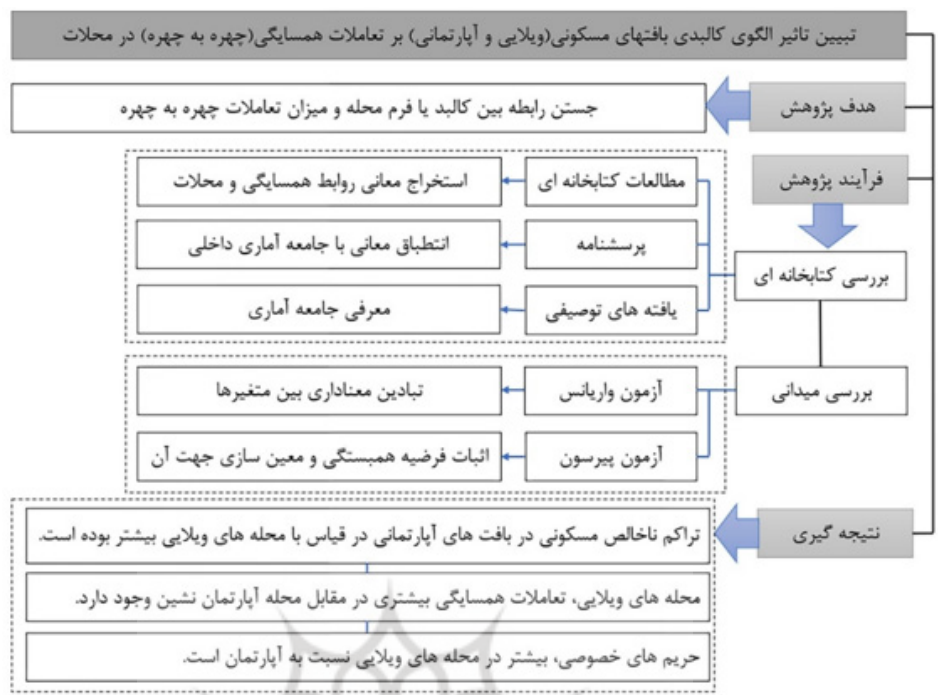 تبیین تاثیر الگوی کالبدی بافتهای مسکونی(ویلایی و آپارتمانی) بر تعاملات همسایگی(چهره به چهره) در محلات
هدف پژوهش
جستن رابطه بین کالبد یا فرم محله و میزان تعاملات چهره به چهره
فرآیند پژوهش
بررسی کتابخانه ای
مطالعات کتابخانه ای
استخراج معانی روابط همسایگی و محلات
پرسشنامه
انتطباق معانی با جامعه آماری داخلی
یافته های توصیفی
معرفی جامعه آماری
بررسی میدانی
آزمون واریانس
تبادین معناداری بین متغیرها
آزمون پیرسون
اثبات فرضیه همبستگی و معین سازی جهت آن
نتیجه گیری
تراکم ناخالص مسکونی در بافت های آپارتمانی در قیاس با محله های ویلایی بیشتر بوده است.
محله های ویلایی، تعاملات همسایگی بیشتری در مقابل محله آپارتمان نشین وجود دارد.
حریم های خصوصی، بیشتر در محله های ویلایی نسبت به آپارتمان است.